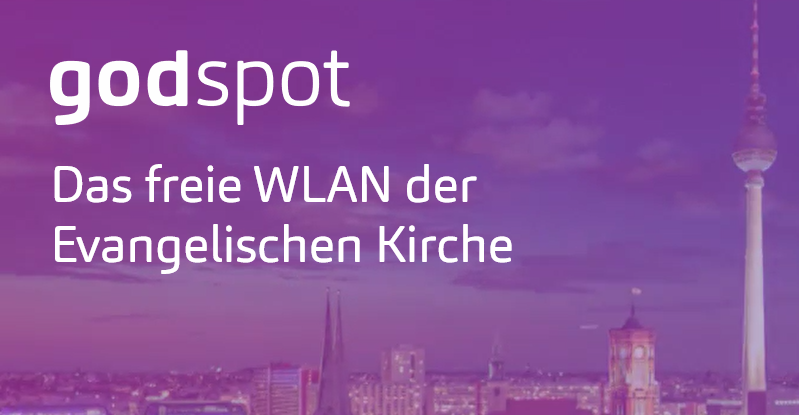 godspot
Das freie WLAN der
Evangelischen Kirche